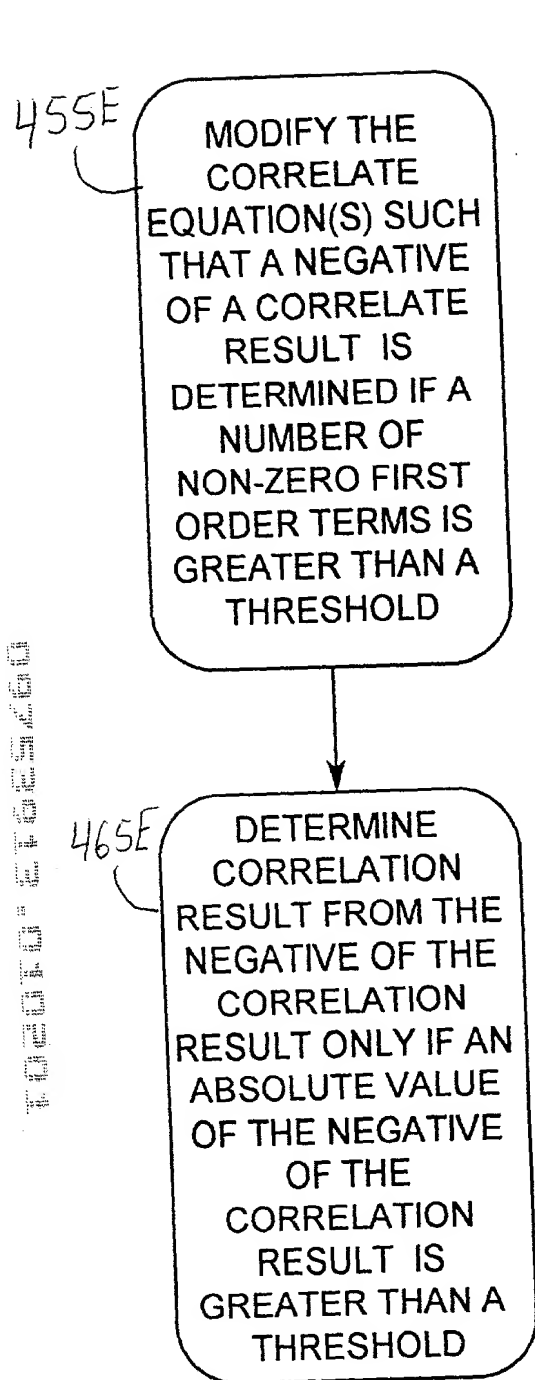 455E
MODIFY THE
CORRELATE
EQUATION(S) SUCH
THAT A NEGATIVE
OF A CORRELATE
RESULT IS
DETERMINED IF A
NUMBER OF
NON-ZERO FIRST
ORDER TERMS IS
GREATER THAN A
THRESHOLD
465E
DETERMINE
CORRELATION
RESULT FROM THE
NEGATIVE OF THE
CORRELATION
RESULT ONLY IF AN
ABSOLUTE VALUE
OF THE NEGATIVE
OF THE
CORRELATION
RESULT IS
GREATER THAN A
THRESHOLD
09753913.010201